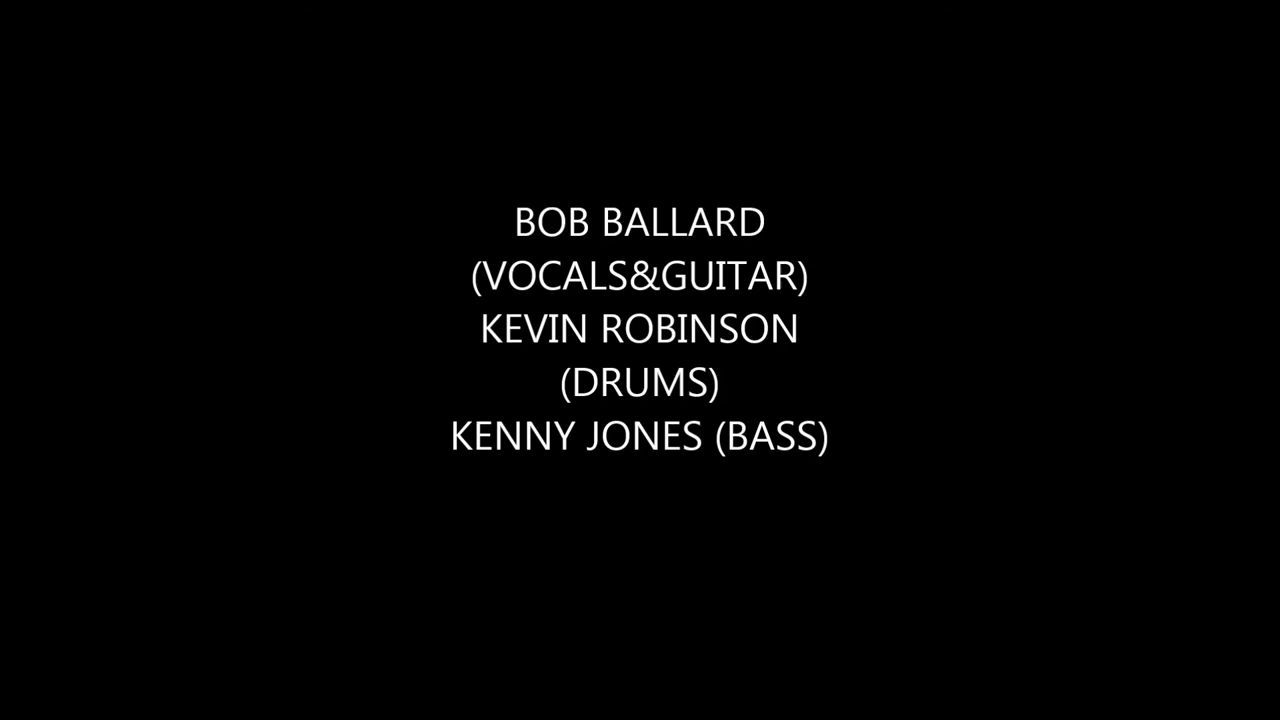 BOB BALLARD
(VOCALS&GUITAR)
KEVIN ROBINSON
(DRUMS)
KENNY JONES (BASS)